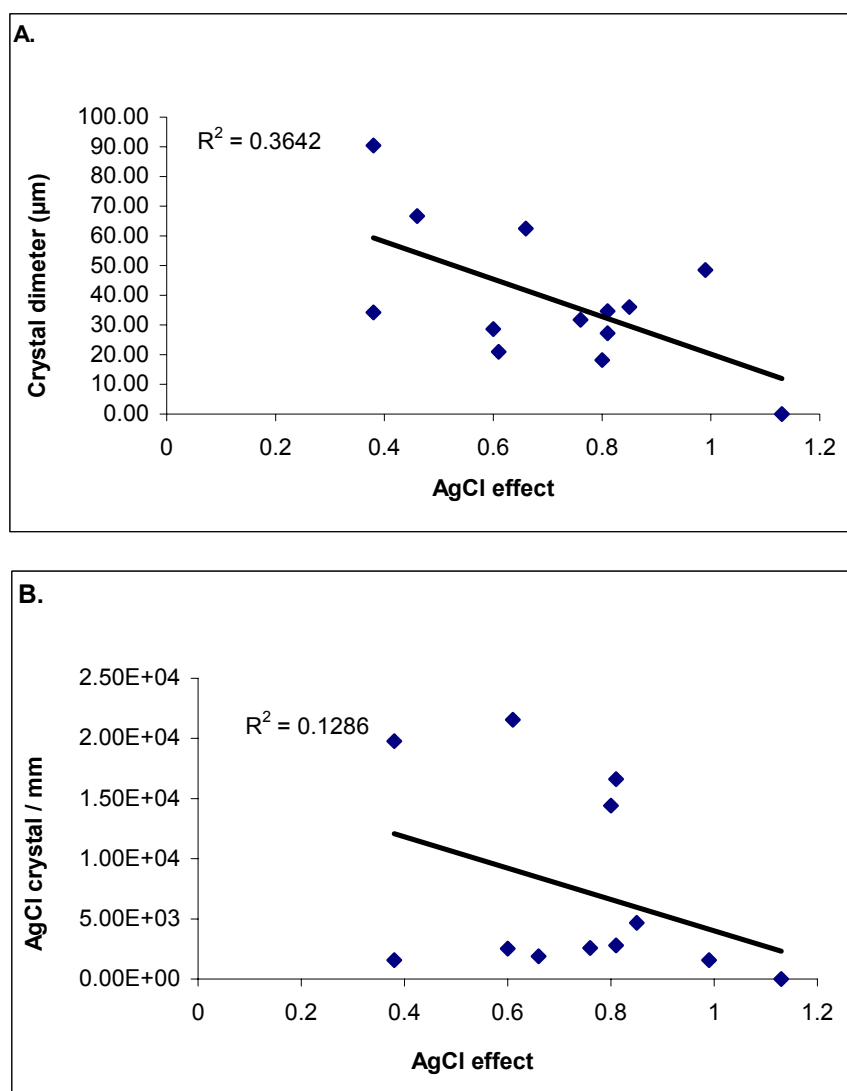 A.
R² = 0.3642
100.00
90.00
80.00
70.00
60.00
50.00
40.00
30.00
20.00
10.00
0.00
Crystal dimeter (µm)
0 0.2 0.4 0.6 0.8 1 1.2
AgCl effect
B.
R² = 0.1286
2.50E+04
2.00E+04
1.50E+04
1.00E+04
5.00E+03
0.00E+00
AgCl crystal / mm
0 0.2 0.4 0.6 0.8 1 1.2
AgCl effect